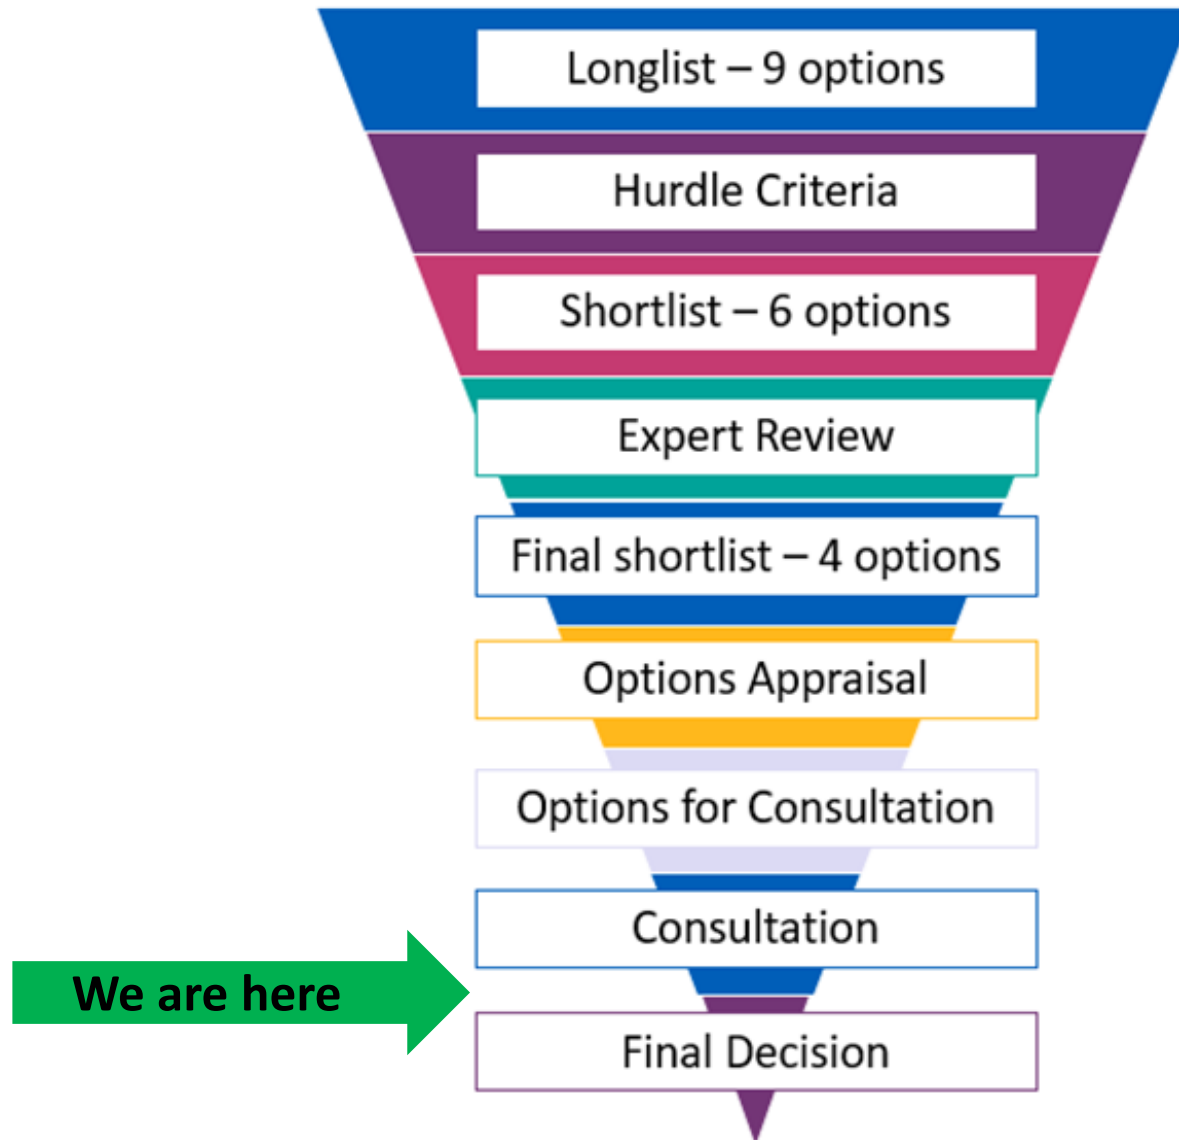 Longlist – 9 options
Hurdle Criteria
Shortlist – 6 options
Expert Review
Final shortlist – 4 options
Options Appraisal
Options for Consultation
Consultation
We are here
Final Decision